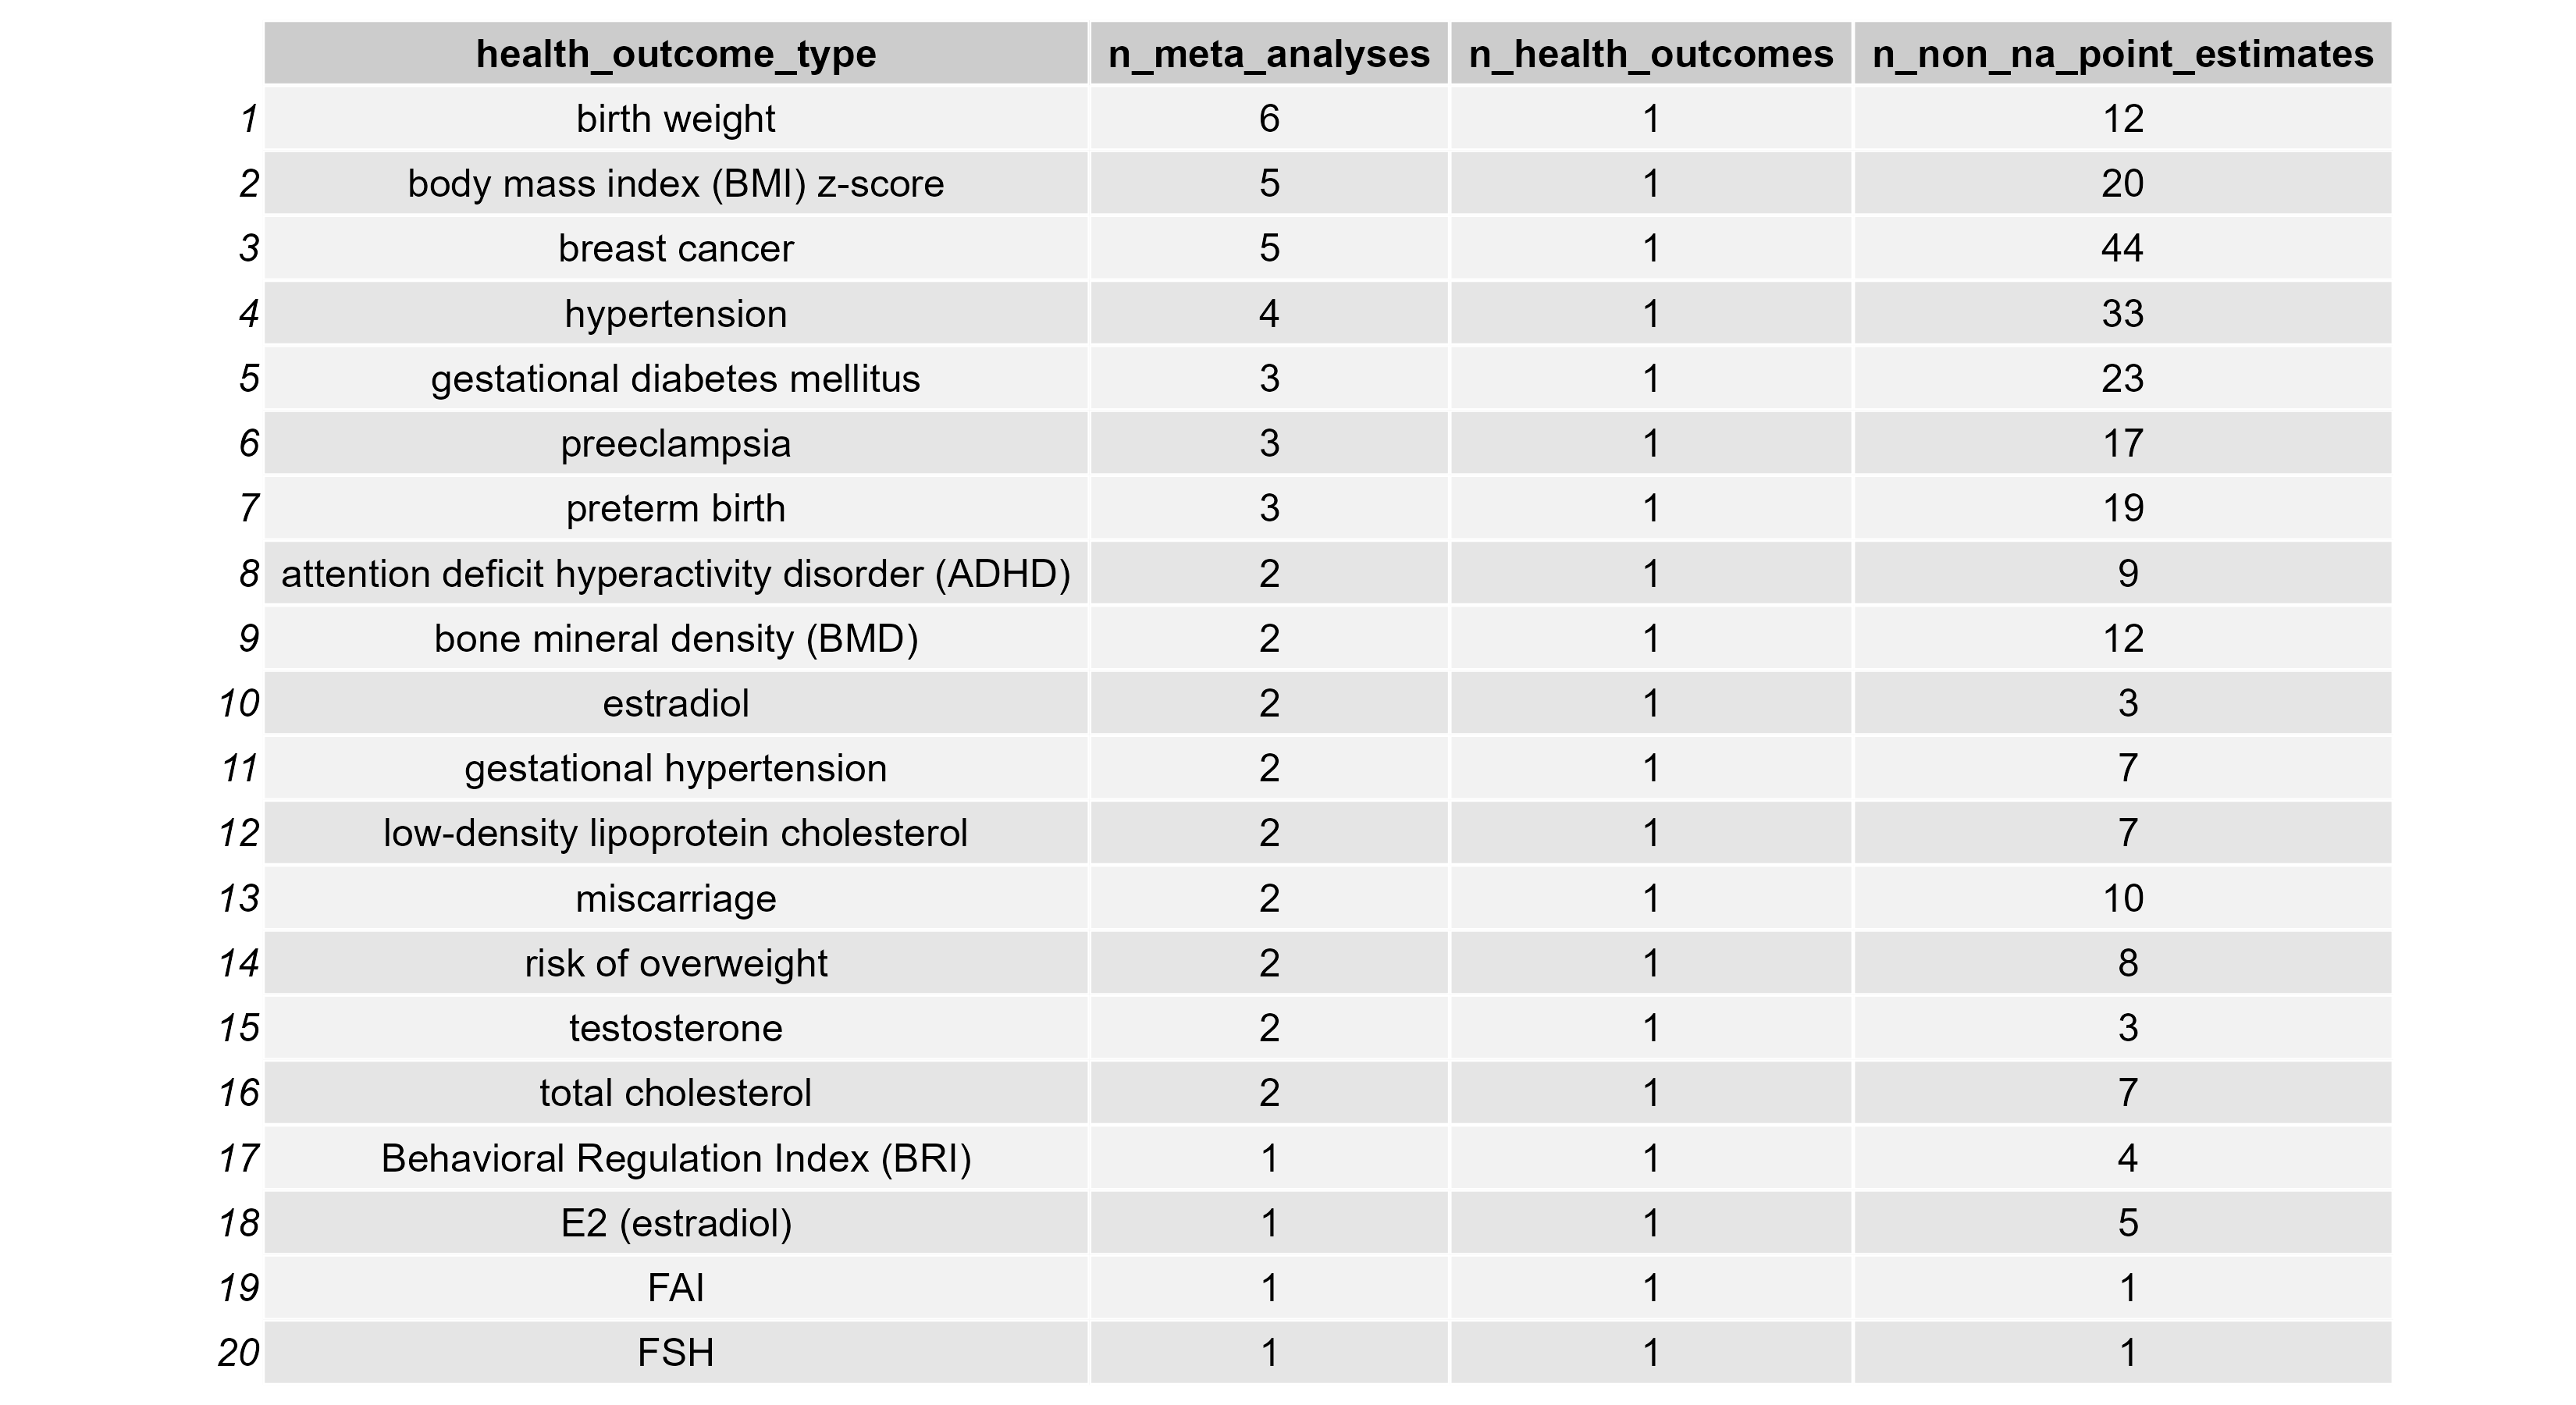 health_outcome_type n_meta_analyses n_health_outcomes n_non_na_point_estimates
1 birth weight 6 1 12
2 body mass index (BMI) z-score 5 1 20
3 breast cancer 5 1 44
4 hypertension 4 1 33
5 gestational diabetes mellitus 3 1 23
6 preeclampsia 3 1 17
7 preterm birth 3 1 19
8 attention deficit hyperactivity disorder (ADHD) 2 1 9
9 bone mineral density (BMD) 2 1 12
10 estradiol 2 1 3
11 gestational hypertension 2 1 7
12 low-density lipoprotein cholesterol 2 1 7
13 miscarriage 2 1 10
14 risk of overweight 2 1 8
15 testosterone 2 1 3
16 total cholesterol 2 1 7
17 Behavioral Regulation Index (BRI) 1 1 4
18 E2 (estradiol) 1 1 5
19 FAI 1 1 1
20 FSH 1 1 1